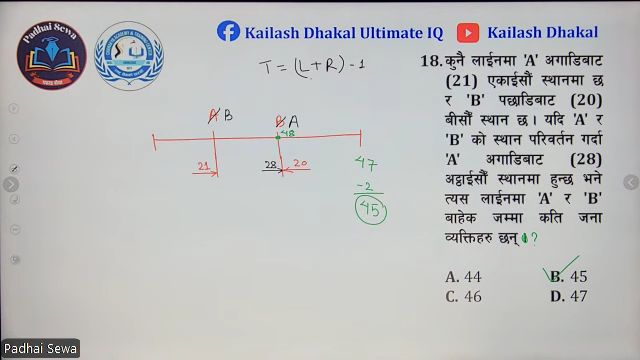 Padhai Sewa
Kailash Dhakal Ultimate IQ
Kailash Dhakal
T = (L+R) - 1
18. कुनै लाईनमा 'A' अगाडिबाट
(21) एकाईसौं स्थानमा छ
र 'B' पछाडिबाट (20)
बीसौं स्थान छ। यदि 'A' र
'B' को स्थान परिवर्तन गर्दा
'A' अगाडिबाट (28)
अट्ठाईसौं स्थानमा हुन्छ भने
त्यस लाईनमा 'A' र 'B'
बाहेक जम्मा कति जना
व्यक्तिहरु छन् ?
A B
B A
48
21
28
20
47
-2
45
A. 44
B. 45
C. 46
D. 47
Padhai Sewa